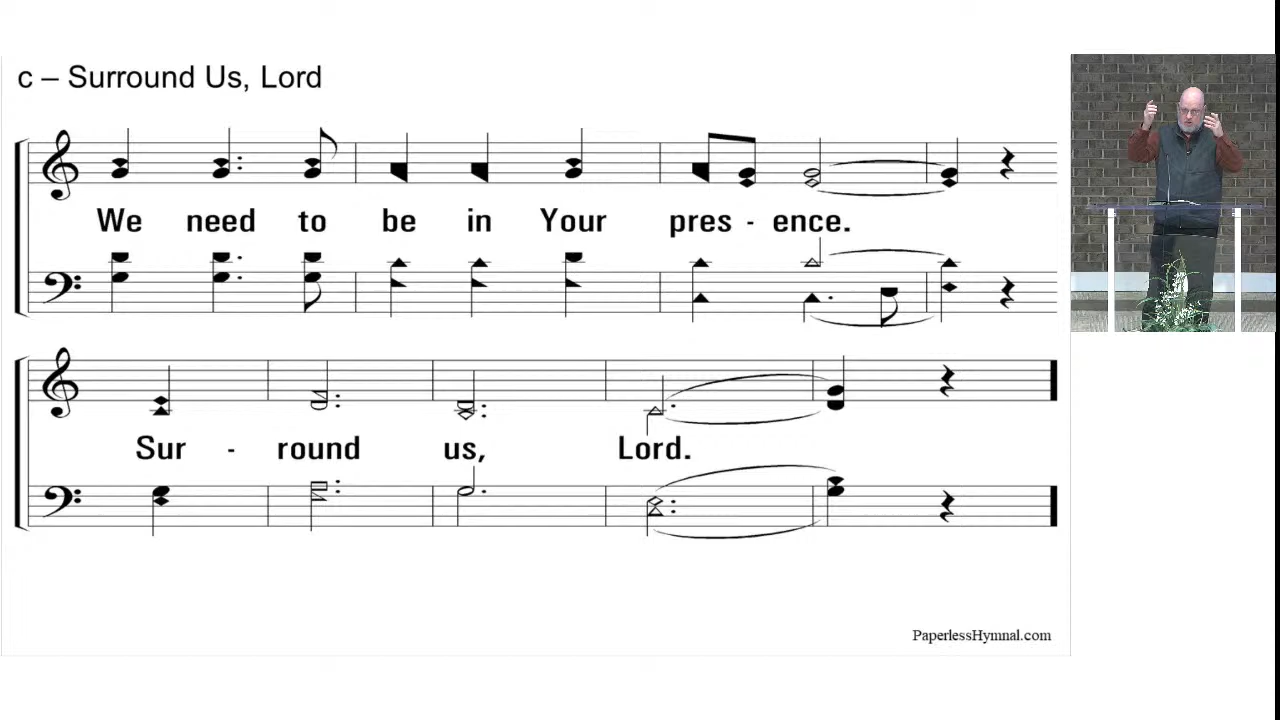 c – Surround Us, Lord
We need to be in Your pres - ence.
Sur - round us, Lord.
PaperlessHymnal.com